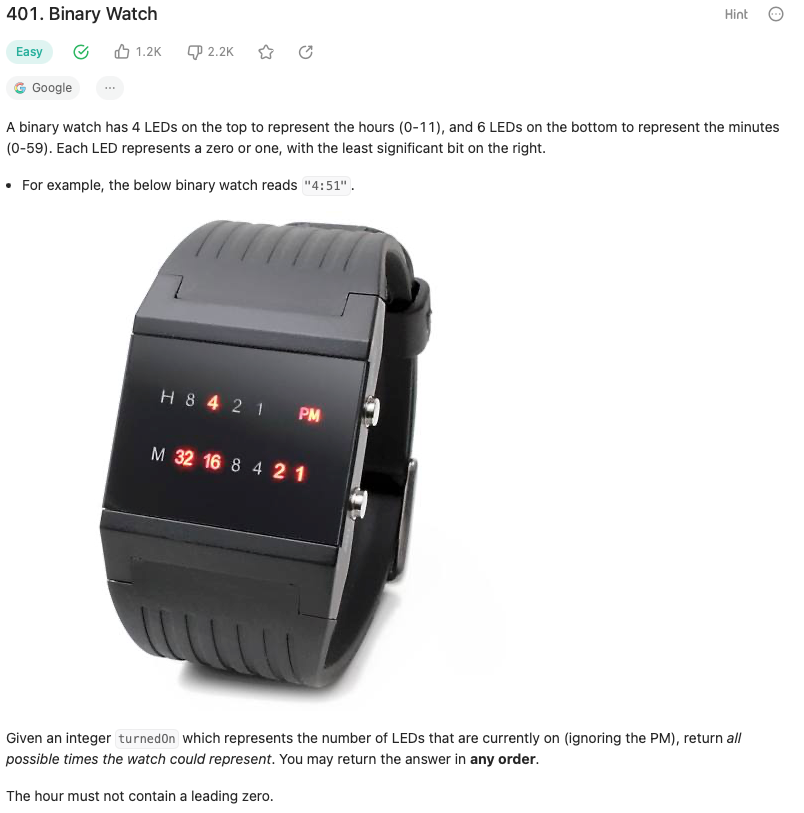 401. Binary Watch
Hint
Easy
1.2K
2.2K
Google
...
A binary watch has 4 LEDs on the top to represent the hours (0-11), and 6 LEDs on the bottom to represent the minutes
(0-59). Each LED represents a zero or one, with the least significant bit on the right.
• For example, the below binary watch reads "4:51".
H 8 4 2 1 PM
M 32 16 8 4 2 1
Given an integer turnedOn which represents the number of LEDs that are currently on (ignoring the PM), return all
possible times the watch could represent. You may return the answer in any order.
The hour must not contain a leading zero.